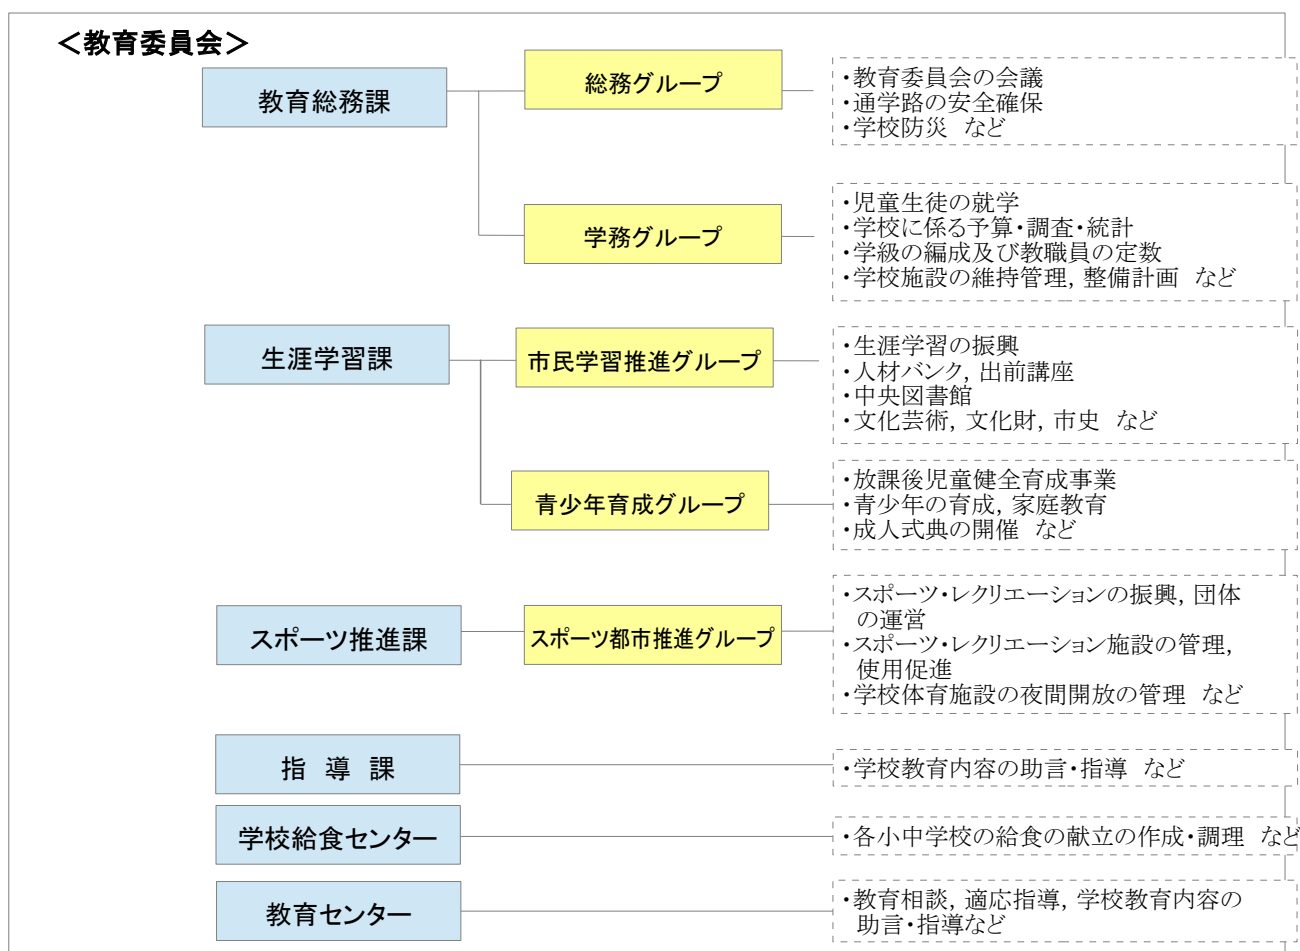 ＜教育委員会＞
教育総務課
総務グループ
・教育委員会の会議
・通学路の安全確保
・学校防災 など
学務グループ
・児童生徒の就学
・学校に係る予算・調査・統計
・学級の編成及び教職員の定数
・学校施設の維持管理, 整備計画 など
生涯学習課
市民学習推進グループ
・生涯学習の振興
・人材バンク, 出前講座
・中央図書館
・文化芸術, 文化財, 市史 など
青少年育成グループ
・放課後児童健全育成事業
・青少年の育成, 家庭教育
・成人式典の開催 など
スポーツ推進課
スポーツ都市推進グループ
・スポーツ・レクリエーションの振興, 団体
の運営
・スポーツ・レクリエーション施設の管理,
使用促進
・学校体育施設の夜間開放の管理 など
指 導 課
・学校教育内容の助言・指導 など
学校給食センター
・各小中学校の給食の献立の作成・調理 など
教育センター
・教育相談, 適応指導, 学校教育内容の
助言・指導など